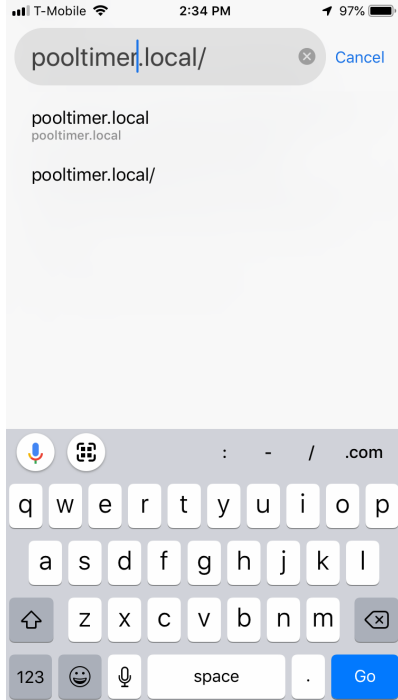 T-Mobile 2:34 PM 97%
pooltimer.local/ Cancel
pooltimer.local
pooltimer.local
pooltimer.local/
: - / .com
q w e r t y u i o p
a s d f g h j k l
z x c v b n m
123 space . Go